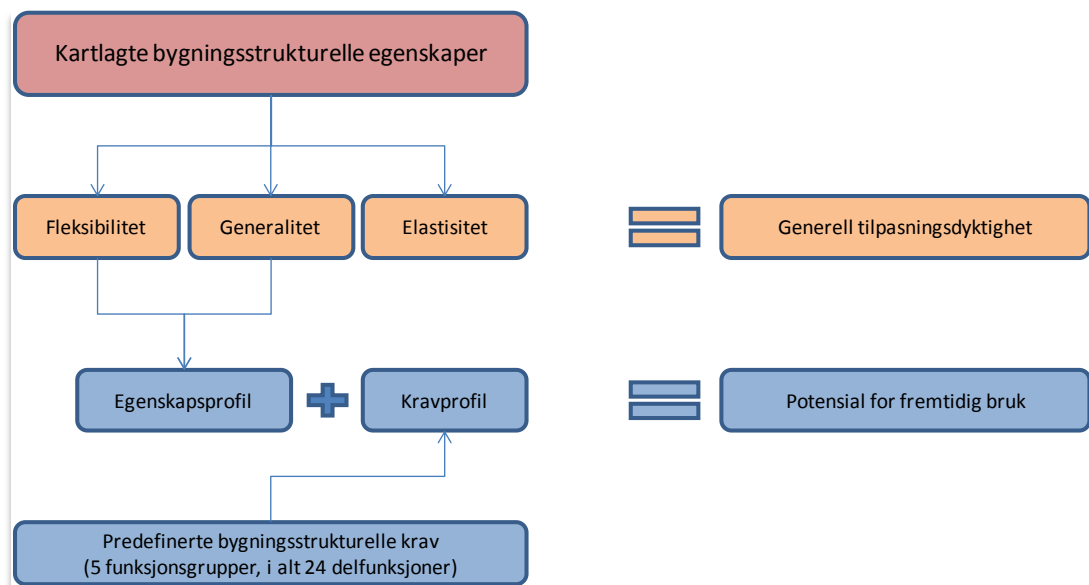 Kartlagte bygningsstrukturelle egenskaper
Fleksibilitet
Generalitet
Elastisitet
Generell tilpasningsdyktighet
Egenskapsprofil
Kravprofil
Potensial for fremtidig bruk
Predefinerte bygningsstrukturelle krav
(5 funksjonsgrupper, i alt 24 delfunksjoner)